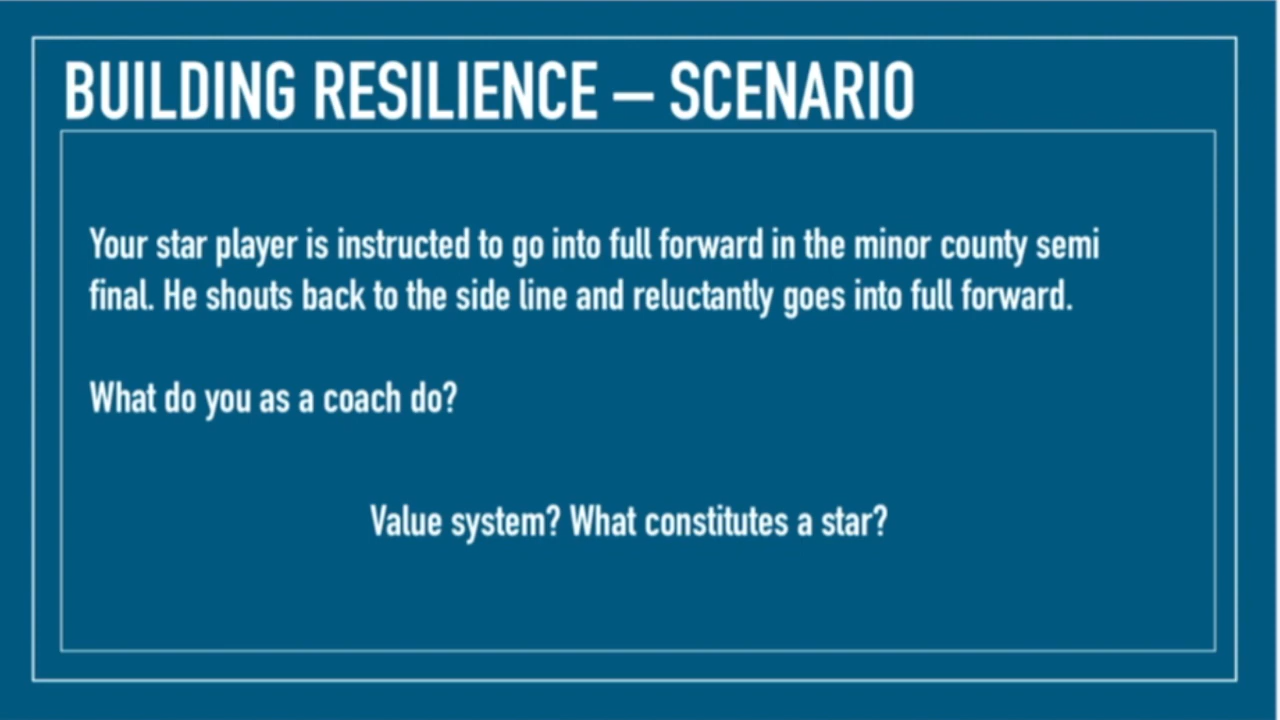 BUILDING RESILIENCE – SCENARIO
Your star player is instructed to go into full forward in the minor county semi
final. He shouts back to the side line and reluctantly goes into full forward.
What do you as a coach do?
Value system? What constitutes a star?